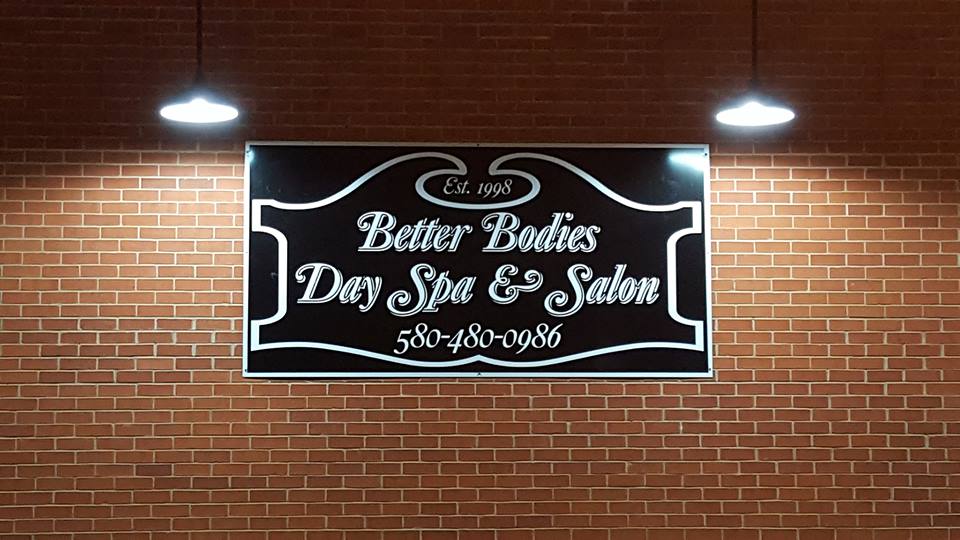 Est. 1998
Better Bodies
Day Spa & Salon
580-480-0986